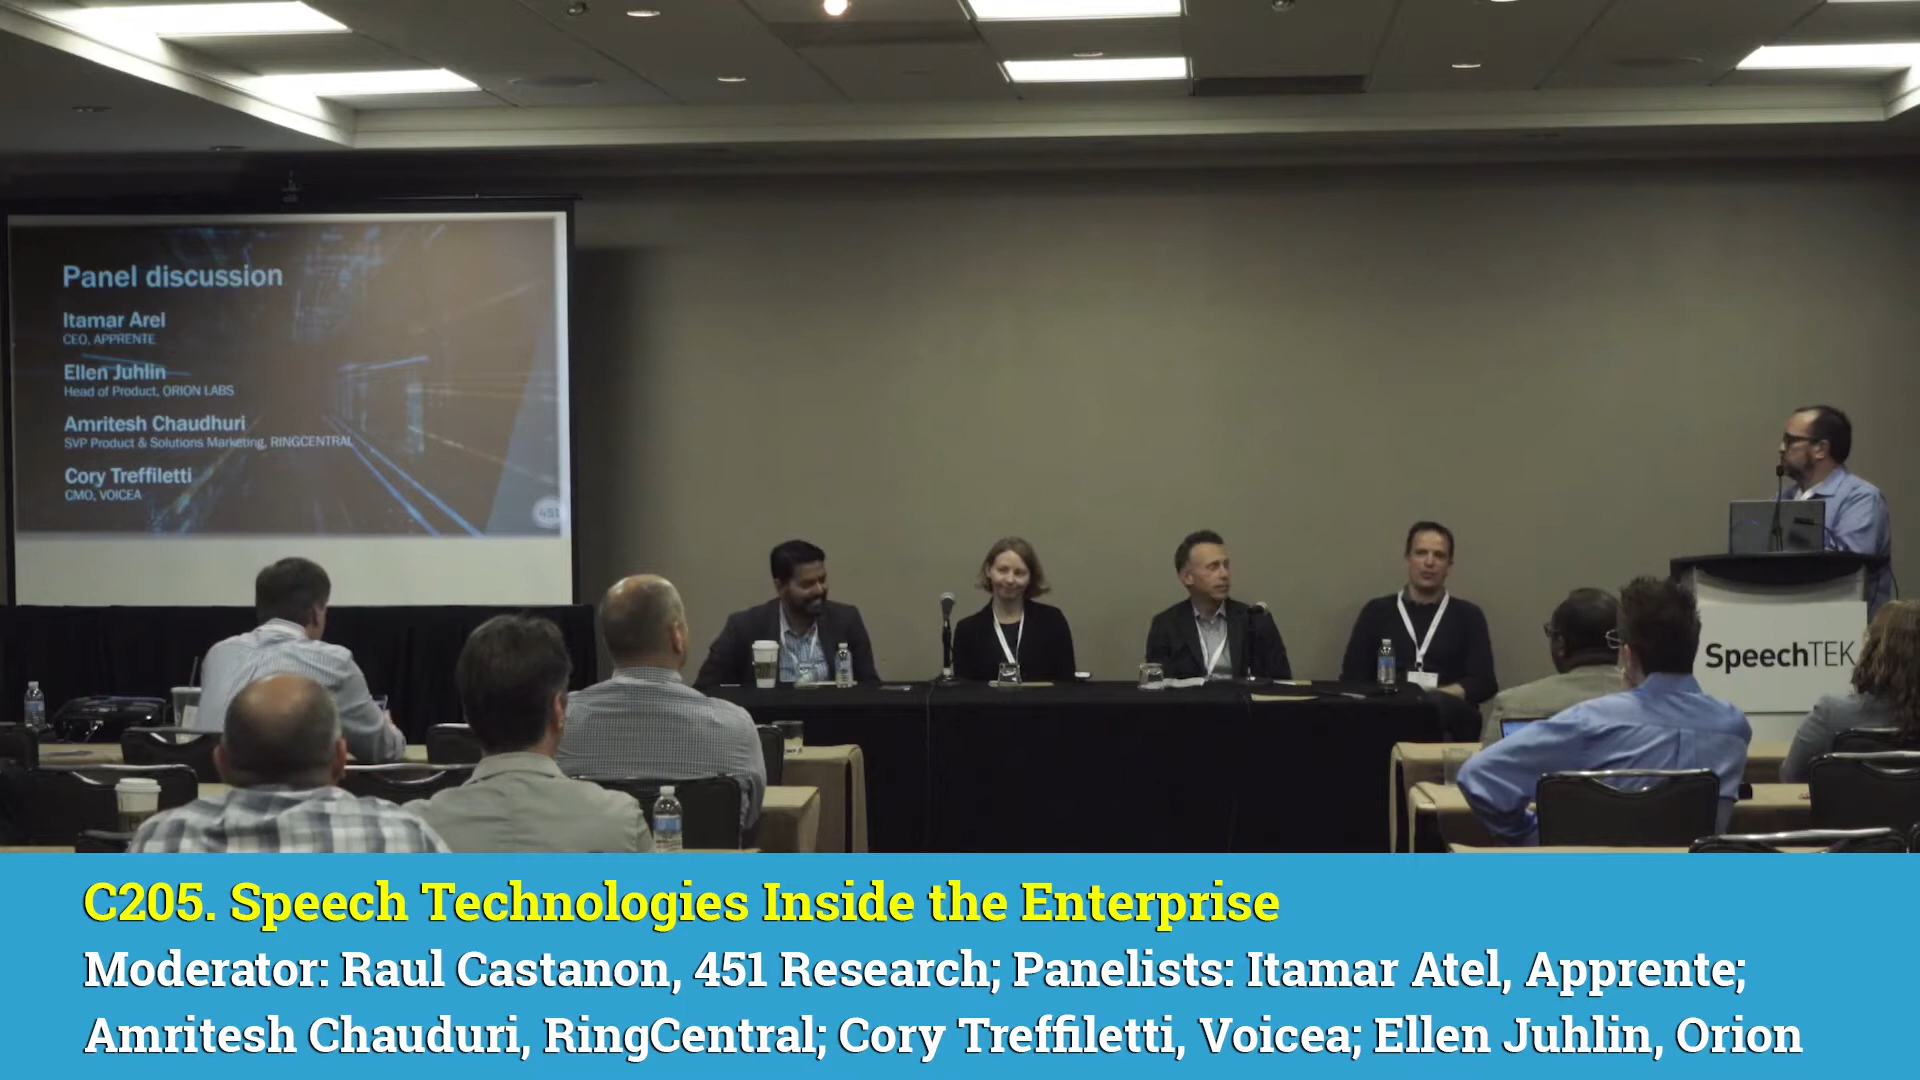 Panel discussion
Itamar Arel
CEO, APPRENTE
Ellen Juhlin
Head of Product, ORION LABS
Amritesh Chaudhuri
SVP Product & Solutions Marketing, RINGCENTRAL
Cory Treffiletti
CMO, VOICEA
451
SpeechTEK
C205. Speech Technologies Inside the Enterprise
Moderator: Raul Castanon, 451 Research; Panelists: Itamar Atel, Apprente;
Amritesh Chauduri, RingCentral; Cory Treffiletti, Voicea; Ellen Juhlin, Orion